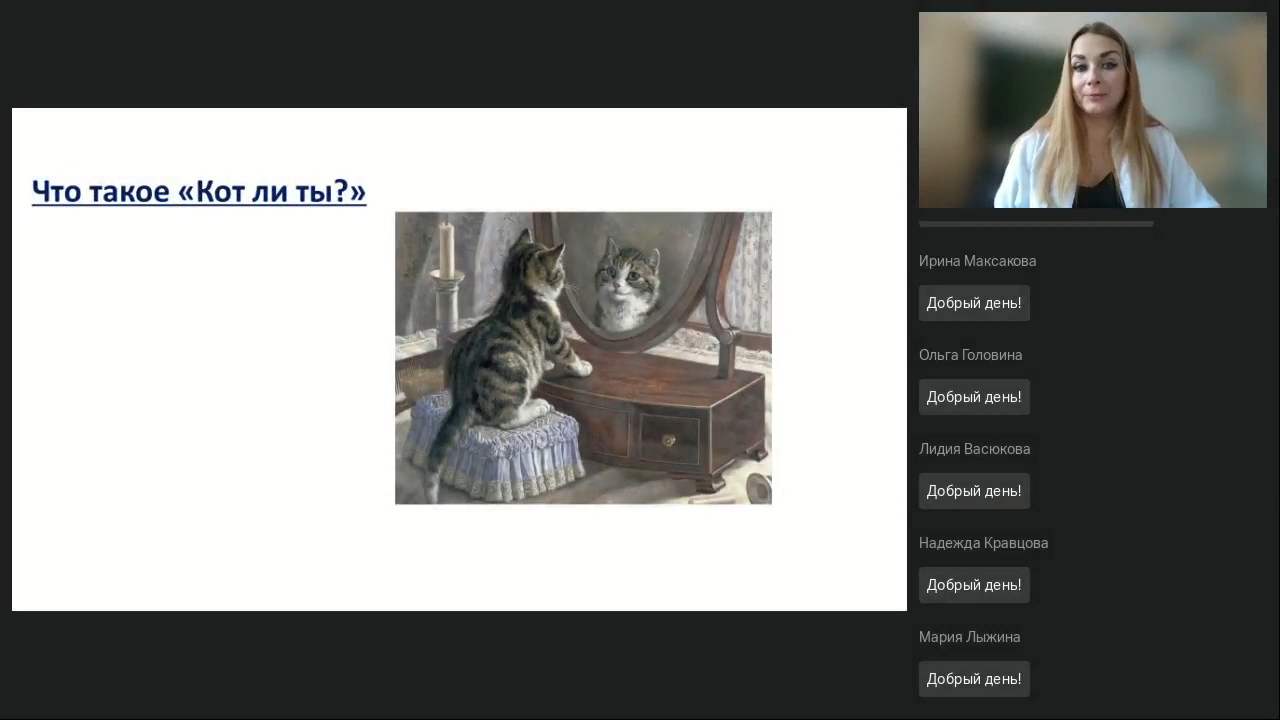 Что такое «Кот ли ты?»
Ирина Максакова
Добрый день!
Ольга Головина
Добрый день!
Лидия Васюкова
Добрый день!
Надежда Кравцова
Добрый день!
Мария Лыжина
Добрый день!